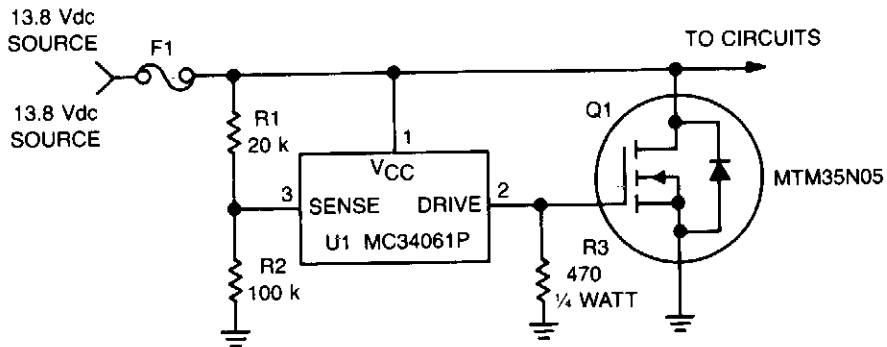 13.8 Vdc
SOURCE
F1
13.8 Vdc
SOURCE
TO CIRCUITS
R1
20 k
1
VCC
3
SENSE
DRIVE
2
U1 MC34061P
Q1
MTM35N05
R2
100 k
R3
470
¼ WATT